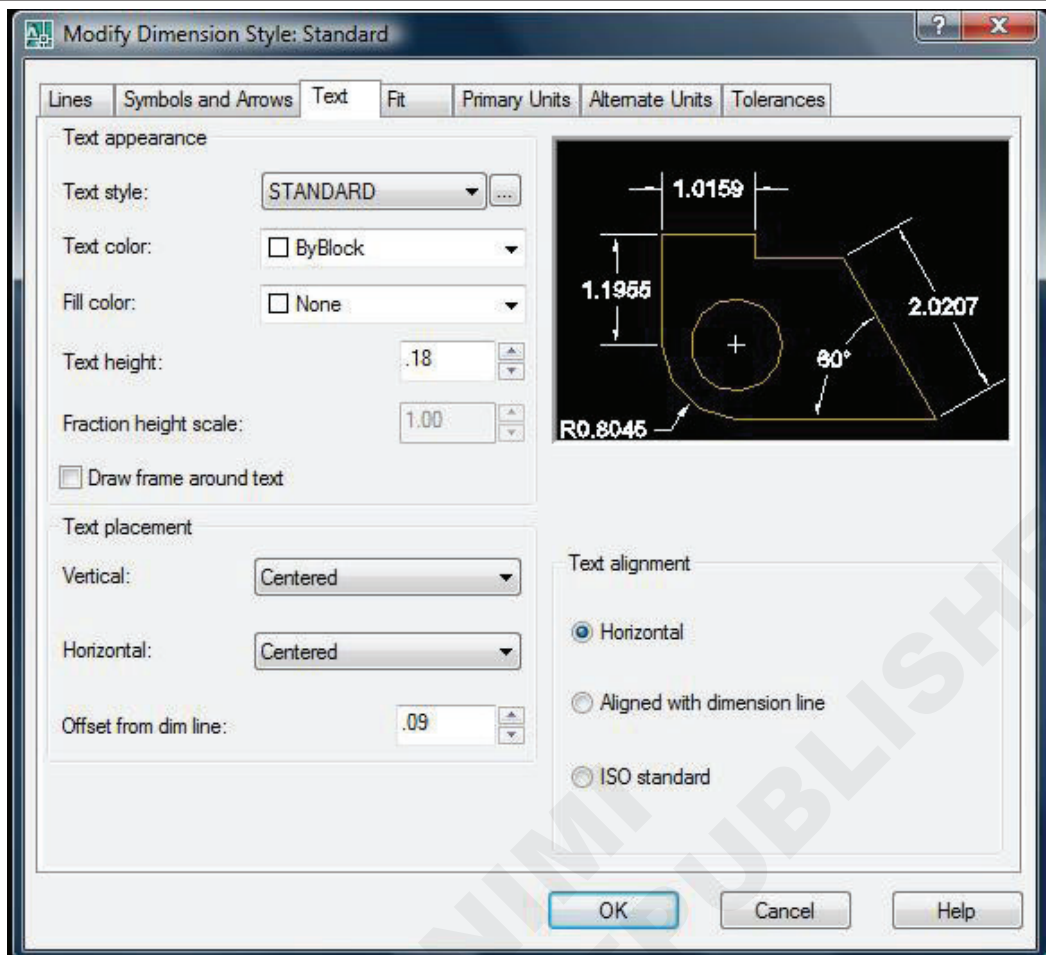 Modify Dimension Style: Standard
Lines
Symbols and Arrows
Text
Fit
Primary Units
Alternate Units
Tolerances
Text appearance
Text style:
STANDARD
...
Text color:
ByBlock
Fill color:
None
Text height:
.18
Fraction height scale:
1.00
Draw frame around text
1.0159
1.1955
2.0207
60°
R0.8045
Text placement
Vertical:
Centered
Horizontal:
Centered
Offset from dim line:
.09
Text alignment
Horizontal
Aligned with dimension line
ISO standard
OK
Cancel
Help
NIMI